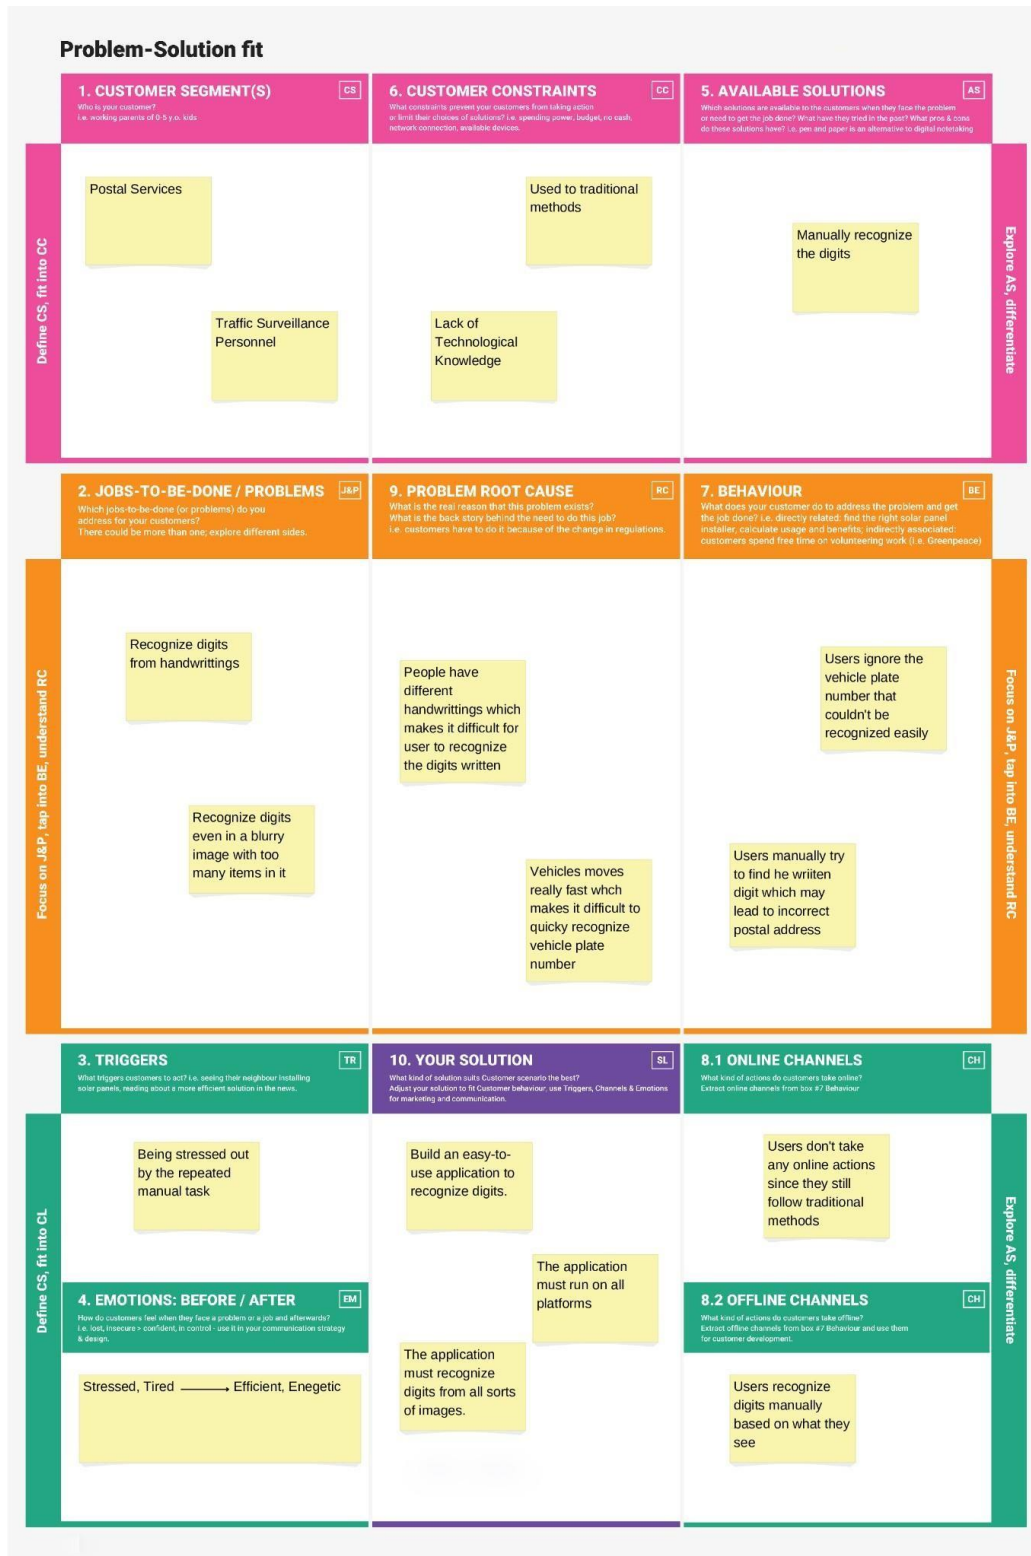 Problem-Solution fit
1. CUSTOMER SEGMENT(S)
CS
Who is your customer?
i.e. working parents of 0-5 y.o. kids
6. CUSTOMER CONSTRAINTS
CC
What constraints prevent your customers from taking action
or limit their choices of solutions? i.e. spending power, budget, no cash,
network connection, available devices.
5. AVAILABLE SOLUTIONS
AS
Which solutions are available to the customers when they face the problem
or need to get the job done? What have they tried in the past? What pros & cons
do these solutions have? i.e. pen and paper is an alternative to digital notetaking
Define CS, fit into CC
Postal Services
Traffic Surveillance
Personnel
Used to traditional
methods
Lack of
Technological
Knowledge
Manually recognize
the digits
Explore AS, differentiate
2. JOBS-TO-BE-DONE / PROBLEMS
J&P
Which jobs-to-be-done (or problems) do you
address for your customers?
There could be more than one; explore different sides.
9. PROBLEM ROOT CAUSE
RC
What is the real reason that this problem exists?
What is the back story behind the need to do this job?
i.e. customers have to do it because of the change in regulations.
7. BEHAVIOUR
BE
What does your customer do to address the problem and get
the job done? i.e. directly related: find the right solar panel
installer, calculate usage and benefits; indirectly associated:
customers spend free time on volunteering work (i.e. Greenpeace)
Focus on J&P, tap into BE, understand RC
Recognize digits
from handwrittings
Recognize digits
even in a blurry
image with too
many items in it
People have
different
handwrittings which
makes it difficult for
user to recognize
the digits written
Vehicles moves
really fast whch
makes it difficult to
quicky recognize
vehicle plate
number
Users ignore the
vehicle plate
number that
couldn't be
recognized easily
Users manually try
to find he wriiten
digit which may
lead to incorrect
postal address
Focus on J&P, tap into BE, understand RC
3. TRIGGERS
TR
What triggers customers to act? i.e. seeing their neighbour installing
solar panels, reading about a more efficient solution in the news.
10. YOUR SOLUTION
SL
What kind of solution suits Customer scenario the best?
Adjust your solution to fit Customer behaviour, use Triggers, Channels & Emotions
for marketing and communication.
8.1 ONLINE CHANNELS
CH
What kind of actions do customers take online?
Extract online channels from box #7 Behaviour
Define CS, fit into CL
Being stressed out
by the repeated
manual task
4. EMOTIONS: BEFORE / AFTER
EM
How do customers feel when they face a problem or a job and afterwards?
i.e. lost, insecure > confident, in control - use it in your communication strategy
& design.
Stressed, Tired ⟶ Efficient, Enegetic
Build an easy-to-
use application to
recognize digits.
The application
must run on all
platforms
The application
must recognize
digits from all sorts
of images.
Users don't take
any online actions
since they still
follow traditional
methods
8.2 OFFLINE CHANNELS
CH
What kind of actions do customers take offline?
Extract offline channels from box #7 Behaviour and use them
for customer development.
Users recognize
digits manually
based on what they
see
Explore AS, differentiate